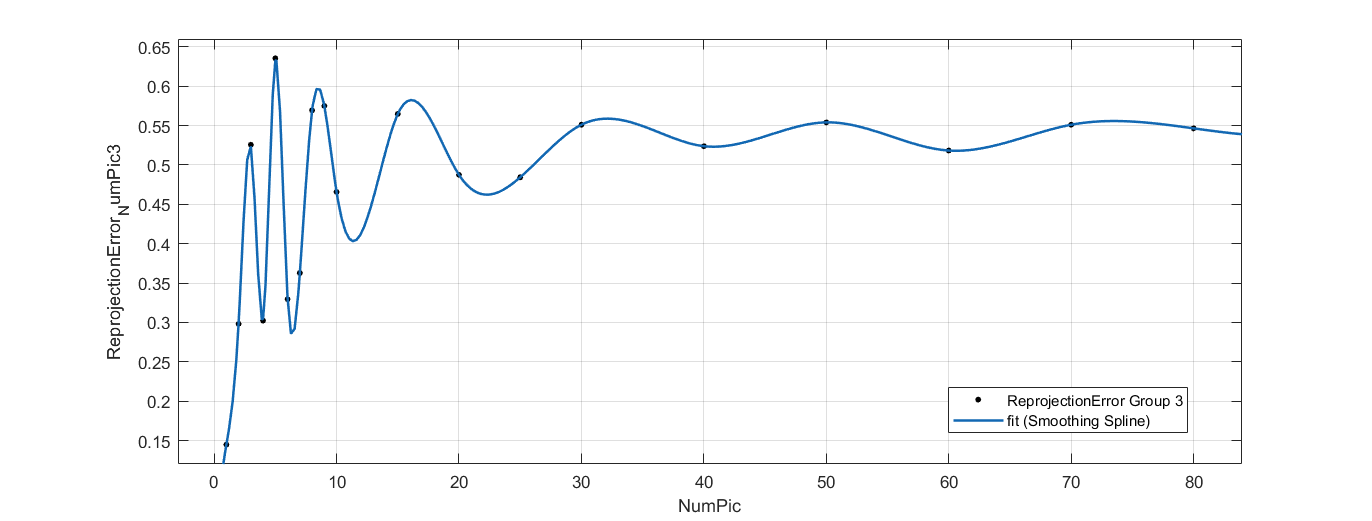 0.65
0.6
0.55
0.5
0.45
0.4
0.35
0.3
0.25
0.2
0.15
ReprojectionError_NumPic3
0 10 20 30 40 50 60 70 80
NumPic
ReprojectionError Group 3
fit (Smoothing Spline)